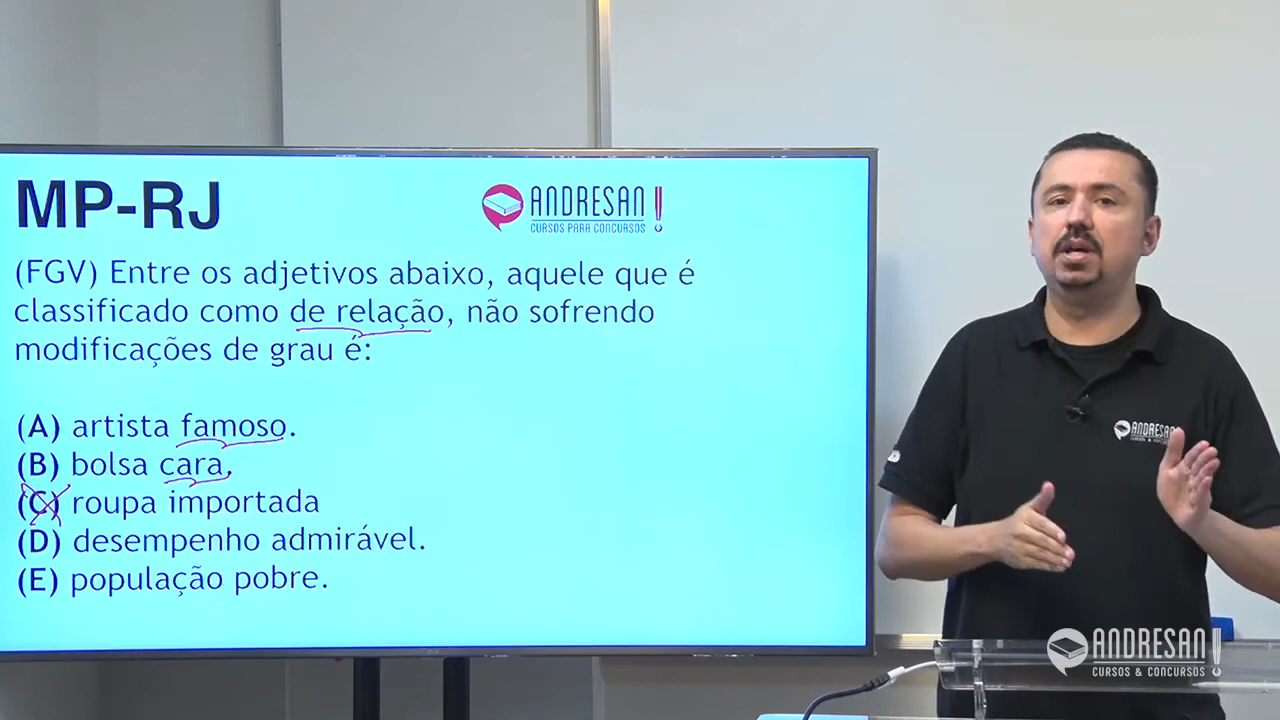 MP-RJ
ANDRESAN!
CURSOS PARA CONCURSOS
(FGV) Entre os adjetivos abaixo, aquele que é
classificado como de relação, não sofrendo
modificações de grau é:
(A) artista famoso.
(B) bolsa cara,
(C) roupa importada
(D) desempenho admirável.
(E) população pobre.
ANDRESAN
ANDRESAN!
CURSOS & CONCURSOS